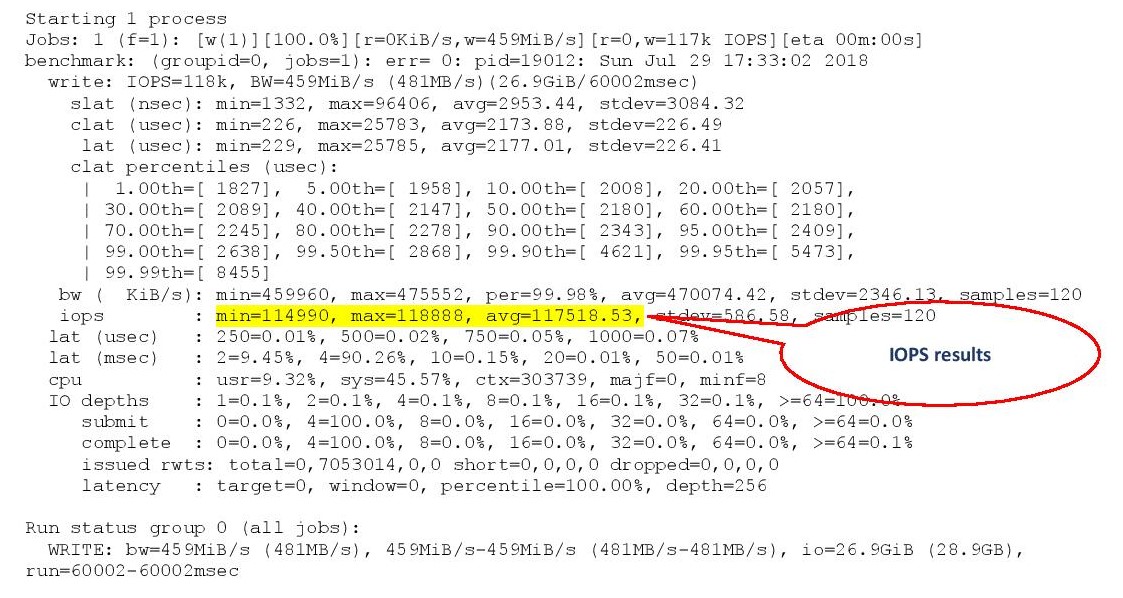 Starting 1 process
Jobs: 1 (f=1): [w(1)][100.0%][r=0KiB/s,w=459MiB/s][r=0,w=117k IOPS][eta 00m:00s]
benchmark: (groupid=0, jobs=1): err= 0: pid=19012: Sun Jul 29 17:33:02 2018
write: IOPS=118k, BW=459MiB/s (481MB/s)(26.9GiB/60002msec)
slat (nsec): min=1332, max=96406, avg=2953.44, stdev=3084.32
clat (usec): min=226, max=25783, avg=2173.88, stdev=226.49
lat (usec): min=229, max=25785, avg=2177.01, stdev=226.41
clat percentiles (usec):
| 1.00th=[ 1827], 5.00th=[ 1958], 10.00th=[ 2008], 20.00th=[ 2057],
| 30.00th=[ 2089], 40.00th=[ 2147], 50.00th=[ 2180], 60.00th=[ 2180],
| 70.00th=[ 2245], 80.00th=[ 2278], 90.00th=[ 2343], 95.00th=[ 2409],
| 99.00th=[ 2638], 99.50th=[ 2868], 99.90th=[ 4621], 99.95th=[ 5473],
| 99.99th=[ 8455]
bw ( KiB/s): min=459960, max=475552, per=99.98%, avg=470074.42, stdev=2346.13, samples=120
iops : min=114990, max=118888, avg=117518.53, stdev=586.58, samples=120
lat (usec) : 250=0.01%, 500=0.02%, 750=0.05%, 1000=0.07%
lat (msec) : 2=9.45%, 4=90.26%, 10=0.15%, 20=0.01%, 50=0.01%
IOPS results
cpu : usr=9.32%, sys=45.57%, ctx=303739, majf=0, minf=8
IO depths : 1=0.1%, 2=0.1%, 4=0.1%, 8=0.1%, 16=0.1%, 32=0.1%, >=64=100.0%
submit : 0=0.0%, 4=100.0%, 8=0.0%, 16=0.0%, 32=0.0%, 64=0.0%, >=64=0.0%
complete : 0=0.0%, 4=100.0%, 8=0.0%, 16=0.0%, 32=0.0%, 64=0.0%, >=64=0.1%
issued rwts: total=0,7053014,0,0 short=0,0,0,0 dropped=0,0,0,0
latency : target=0, window=0, percentile=100.00%, depth=256
Run status group 0 (all jobs):
WRITE: bw=459MiB/s (481MB/s), 459MiB/s-459MiB/s (481MB/s-481MB/s), io=26.9GiB (28.9GB),
run=60002-60002msec